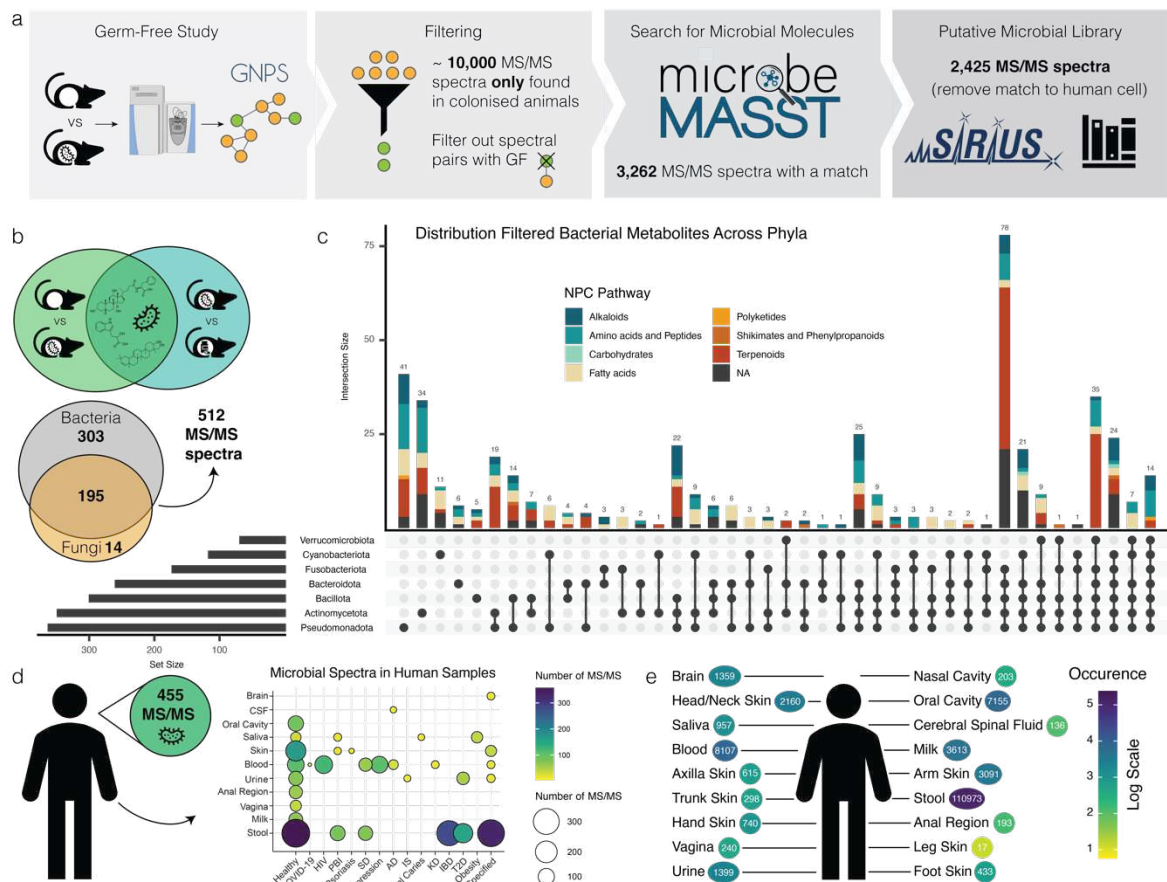 a
Germ-Free Study
VS
GNPS
Filtering
~ 10,000 MS/MS
spectra only found
in colonised animals
Filter out spectral
pairs with GF
Search for Microbial Molecules
microbe
MASST
3,262 MS/MS spectra with a match
Putative Microbial Library
2,425 MS/MS spectra
(remove match to human cell)
SIRIUS
b
VS
VS
Bacteria
303
195
Fungi 14
512
MS/MS
spectra
c
Distribution Filtered Bacterial Metabolites Across Phyla
NPC Pathway
Alkaloids
Amino acids and Peptides
Carbohydrates
Fatty acids
Polyketides
Shikimates and Phenylpropanoids
Terpenoids
NA
Intersection Size
75
50
25
41
34
11
6
5
19
14
7
6
4
4
3
3
2
1
22
9
6
6
3
3
2
2
1
1
25
9
3
3
3
2
2
1
78
21
9
1
1
35
24
7
14
Verrucomicrobiota
Cyanobacteriota
Fusobacteriota
Bacteroidota
Bacillota
Actinomycetota
Pseudomonadota
300
200
100
Set Size
d
455
MS/MS
Microbial Spectra in Human Samples
Brain
CSF
Oral Cavity
Saliva
Skin
Blood
Urine
Anal Region
Vagina
Milk
Stool
Healthy
OVID-19
HIV
PBI
Psoriasis
SD
pression
AD
IS
al Caries
KD
IBD
T2D
Obesity
pecified
Number of MS/MS
300
200
100
Number of MS/MS
300
200
100
e
Brain 1359
Head/Neck Skin 2160
Saliva 957
Blood 8107
Axilla Skin 615
Trunk Skin 298
Hand Skin 740
Vagina 240
Urine 1399
Nasal Cavity 203
Oral Cavity 7155
Cerebral Spinal Fluid 136
Milk 3613
Arm Skin 3091
Stool 110973
Anal Region 193
Leg Skin 17
Foot Skin 433
Occurence
5
4
3
2
1
Log Scale